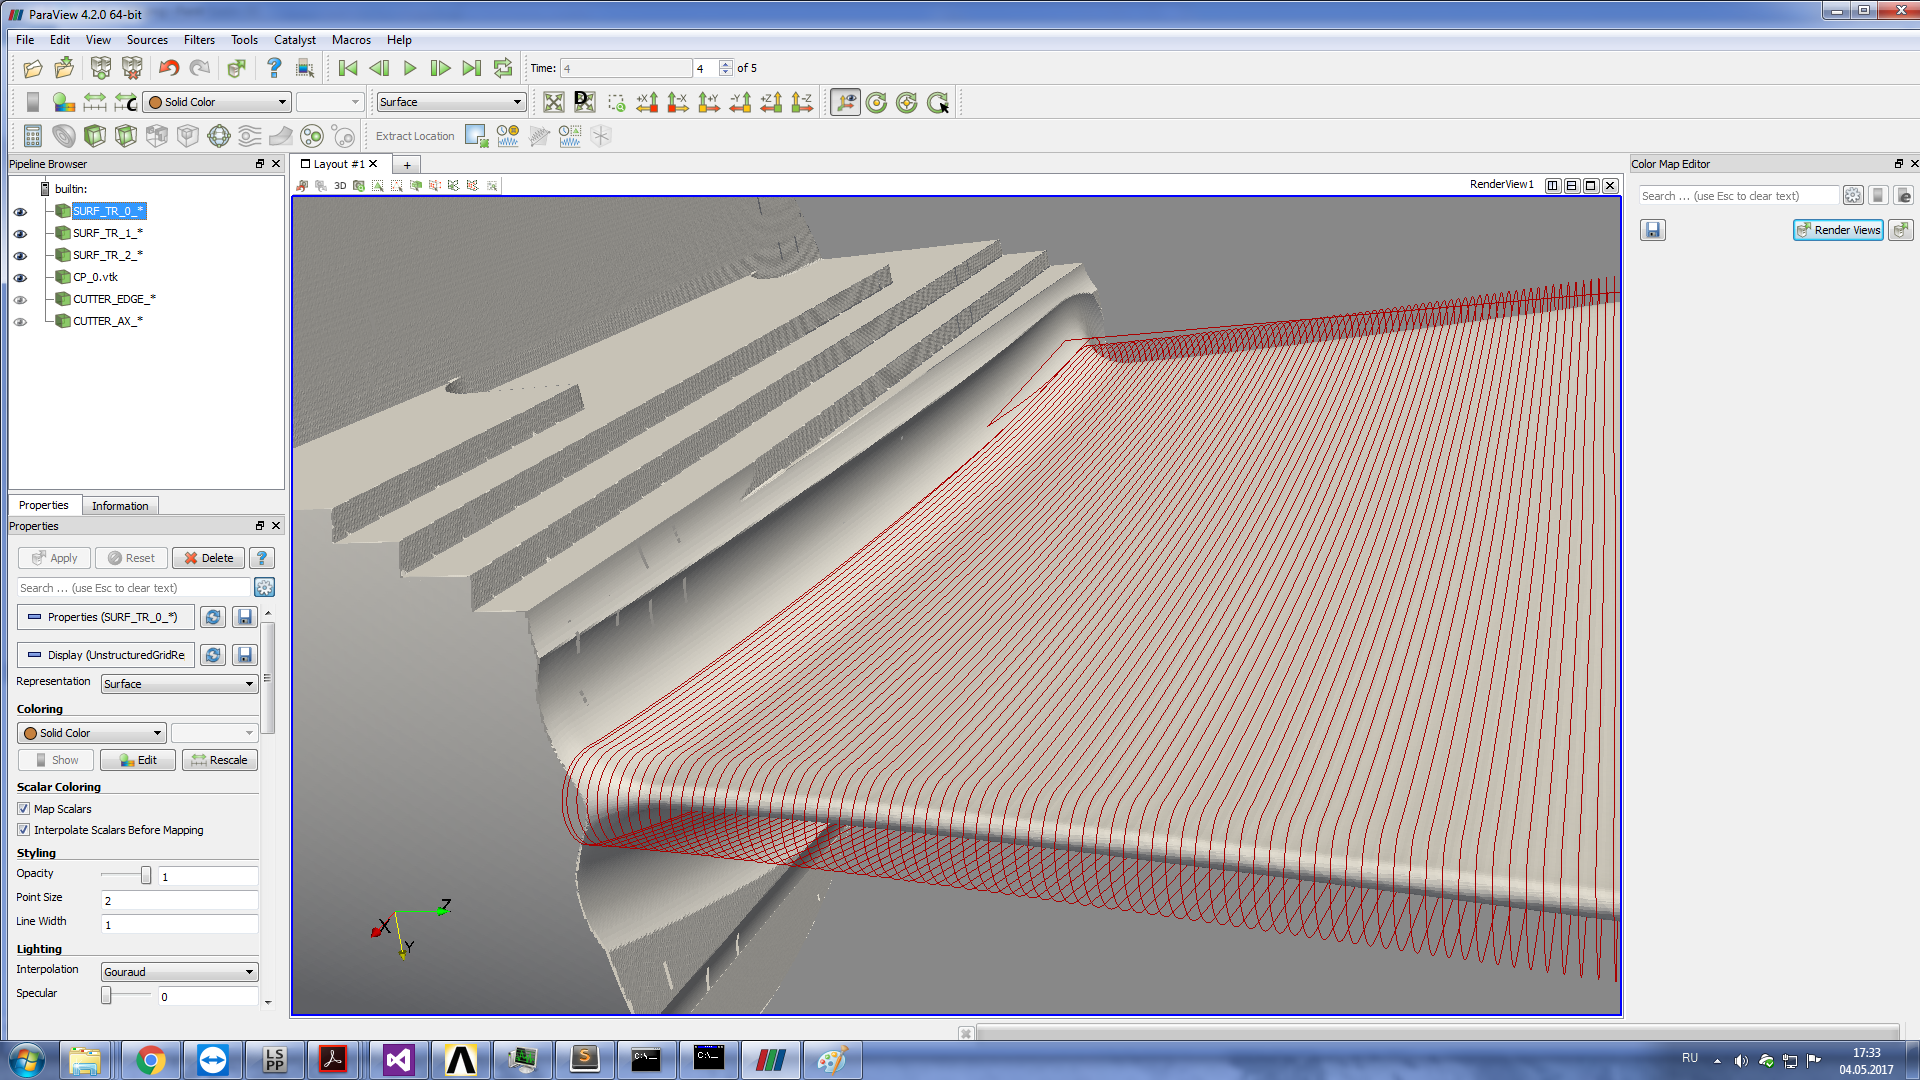 ParaView 4.2.0 64-bit
File Edit View Sources Filters Tools Catalyst Macros Help
Time: 4 4 of 5
Solid Color Surface D +X -X +Y -Y +Z -Z
Extract Location
Pipeline Browser
Layout #1
+
Color Map Editor
3D
RenderView1
builtin:
SURF_TR_0_*
SURF_TR_1_*
SURF_TR_2_*
CP_0.vtk
CUTTER_EDGE_*
CUTTER_AX_*
Search ... (use Esc to clear text)
Render Views
Properties Information
Properties
Apply Reset Delete ?
Search ... (use Esc to clear text)
Properties (SURF_TR_0_*)
Display (UnstructuredGridRe
Representation Surface
Coloring
Solid Color
Show Edit Rescale
Scalar Coloring
Map Scalars
Interpolate Scalars Before Mapping
Styling
Opacity 1
Point Size 2
Line Width 1
Lighting
Interpolation Gouraud
Specular 0
Z
X
Y
LS
PP
C:\-
C:\-
RU
17:33
04.05.2017